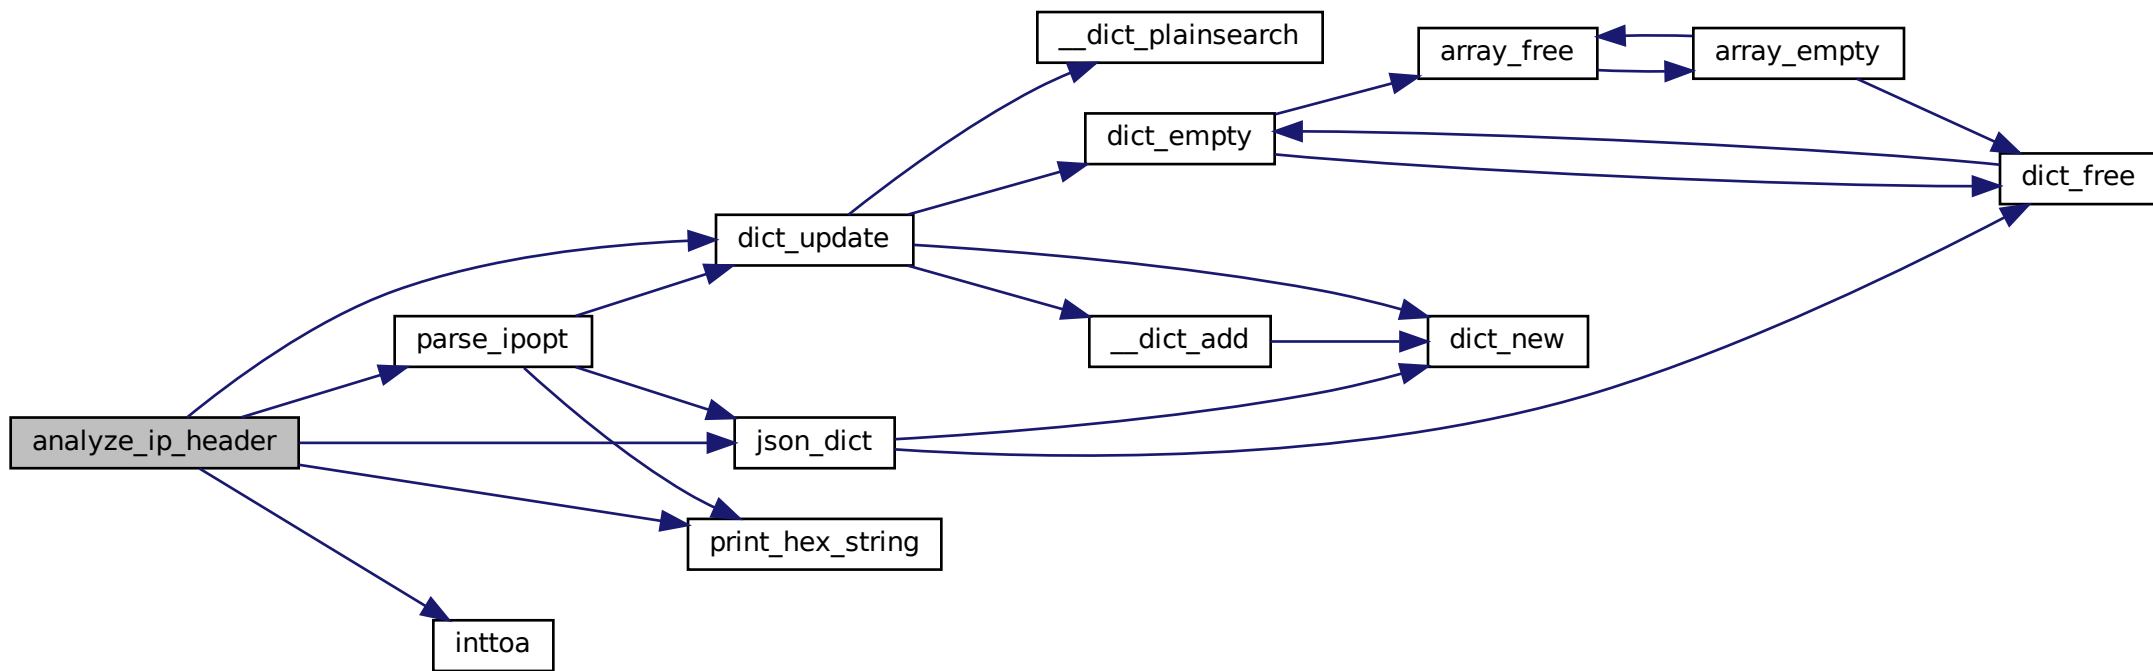 __dict_plainsearch
array_free
array_empty
dict_empty
dict_free
dict_update
parse_ipopt
__dict_add
dict_new
analyze_ip_header
json_dict
print_hex_string
inttoa